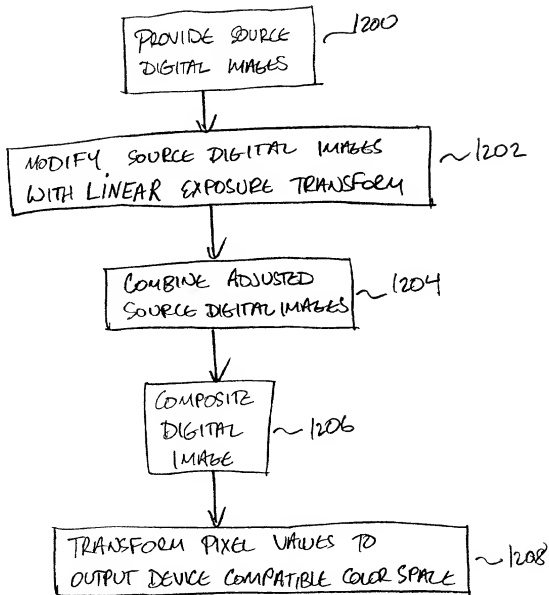 PROVIDE SOURCE
DIGITAL IMAGES
1200
MODIFY SOURCE DIGITAL IMAGES
WITH LINEAR EXPOSURE TRANSFORM
1202
COMBINE ADJUSTED
SOURCE DIGITAL IMAGES
1204
COMPOSITE
DIGITAL
IMAGE
1206
TRANSFORM PIXEL VALUES TO
OUTPUT DEVICE COMPATIBLE COLOR SPACE
1208